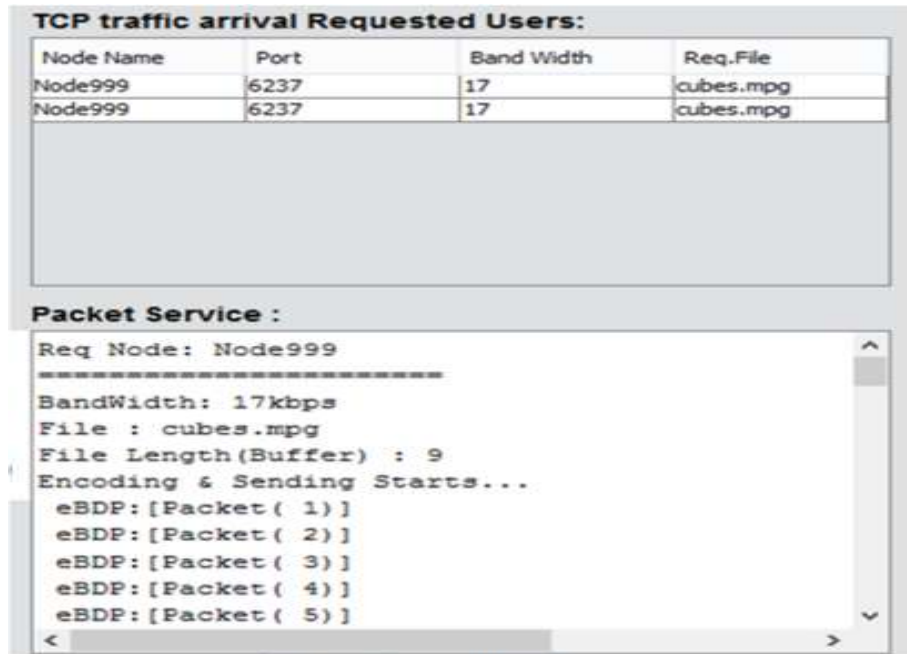 TCP traffic arrival Requested Users:
Node Name Port Band Width Req.File
Node999 6237 17 cubes.mpg
Node999 6237 17 cubes.mpg
Packet Service :
Req Node: Node999
========================
BandWidth: 17kbps
File : cubes.mpg
File Length(Buffer) : 9
Encoding & Sending Starts...
eBDP:[Packet( 1)]
eBDP:[Packet( 2)]
eBDP:[Packet( 3)]
eBDP:[Packet( 4)]
eBDP:[Packet( 5)]